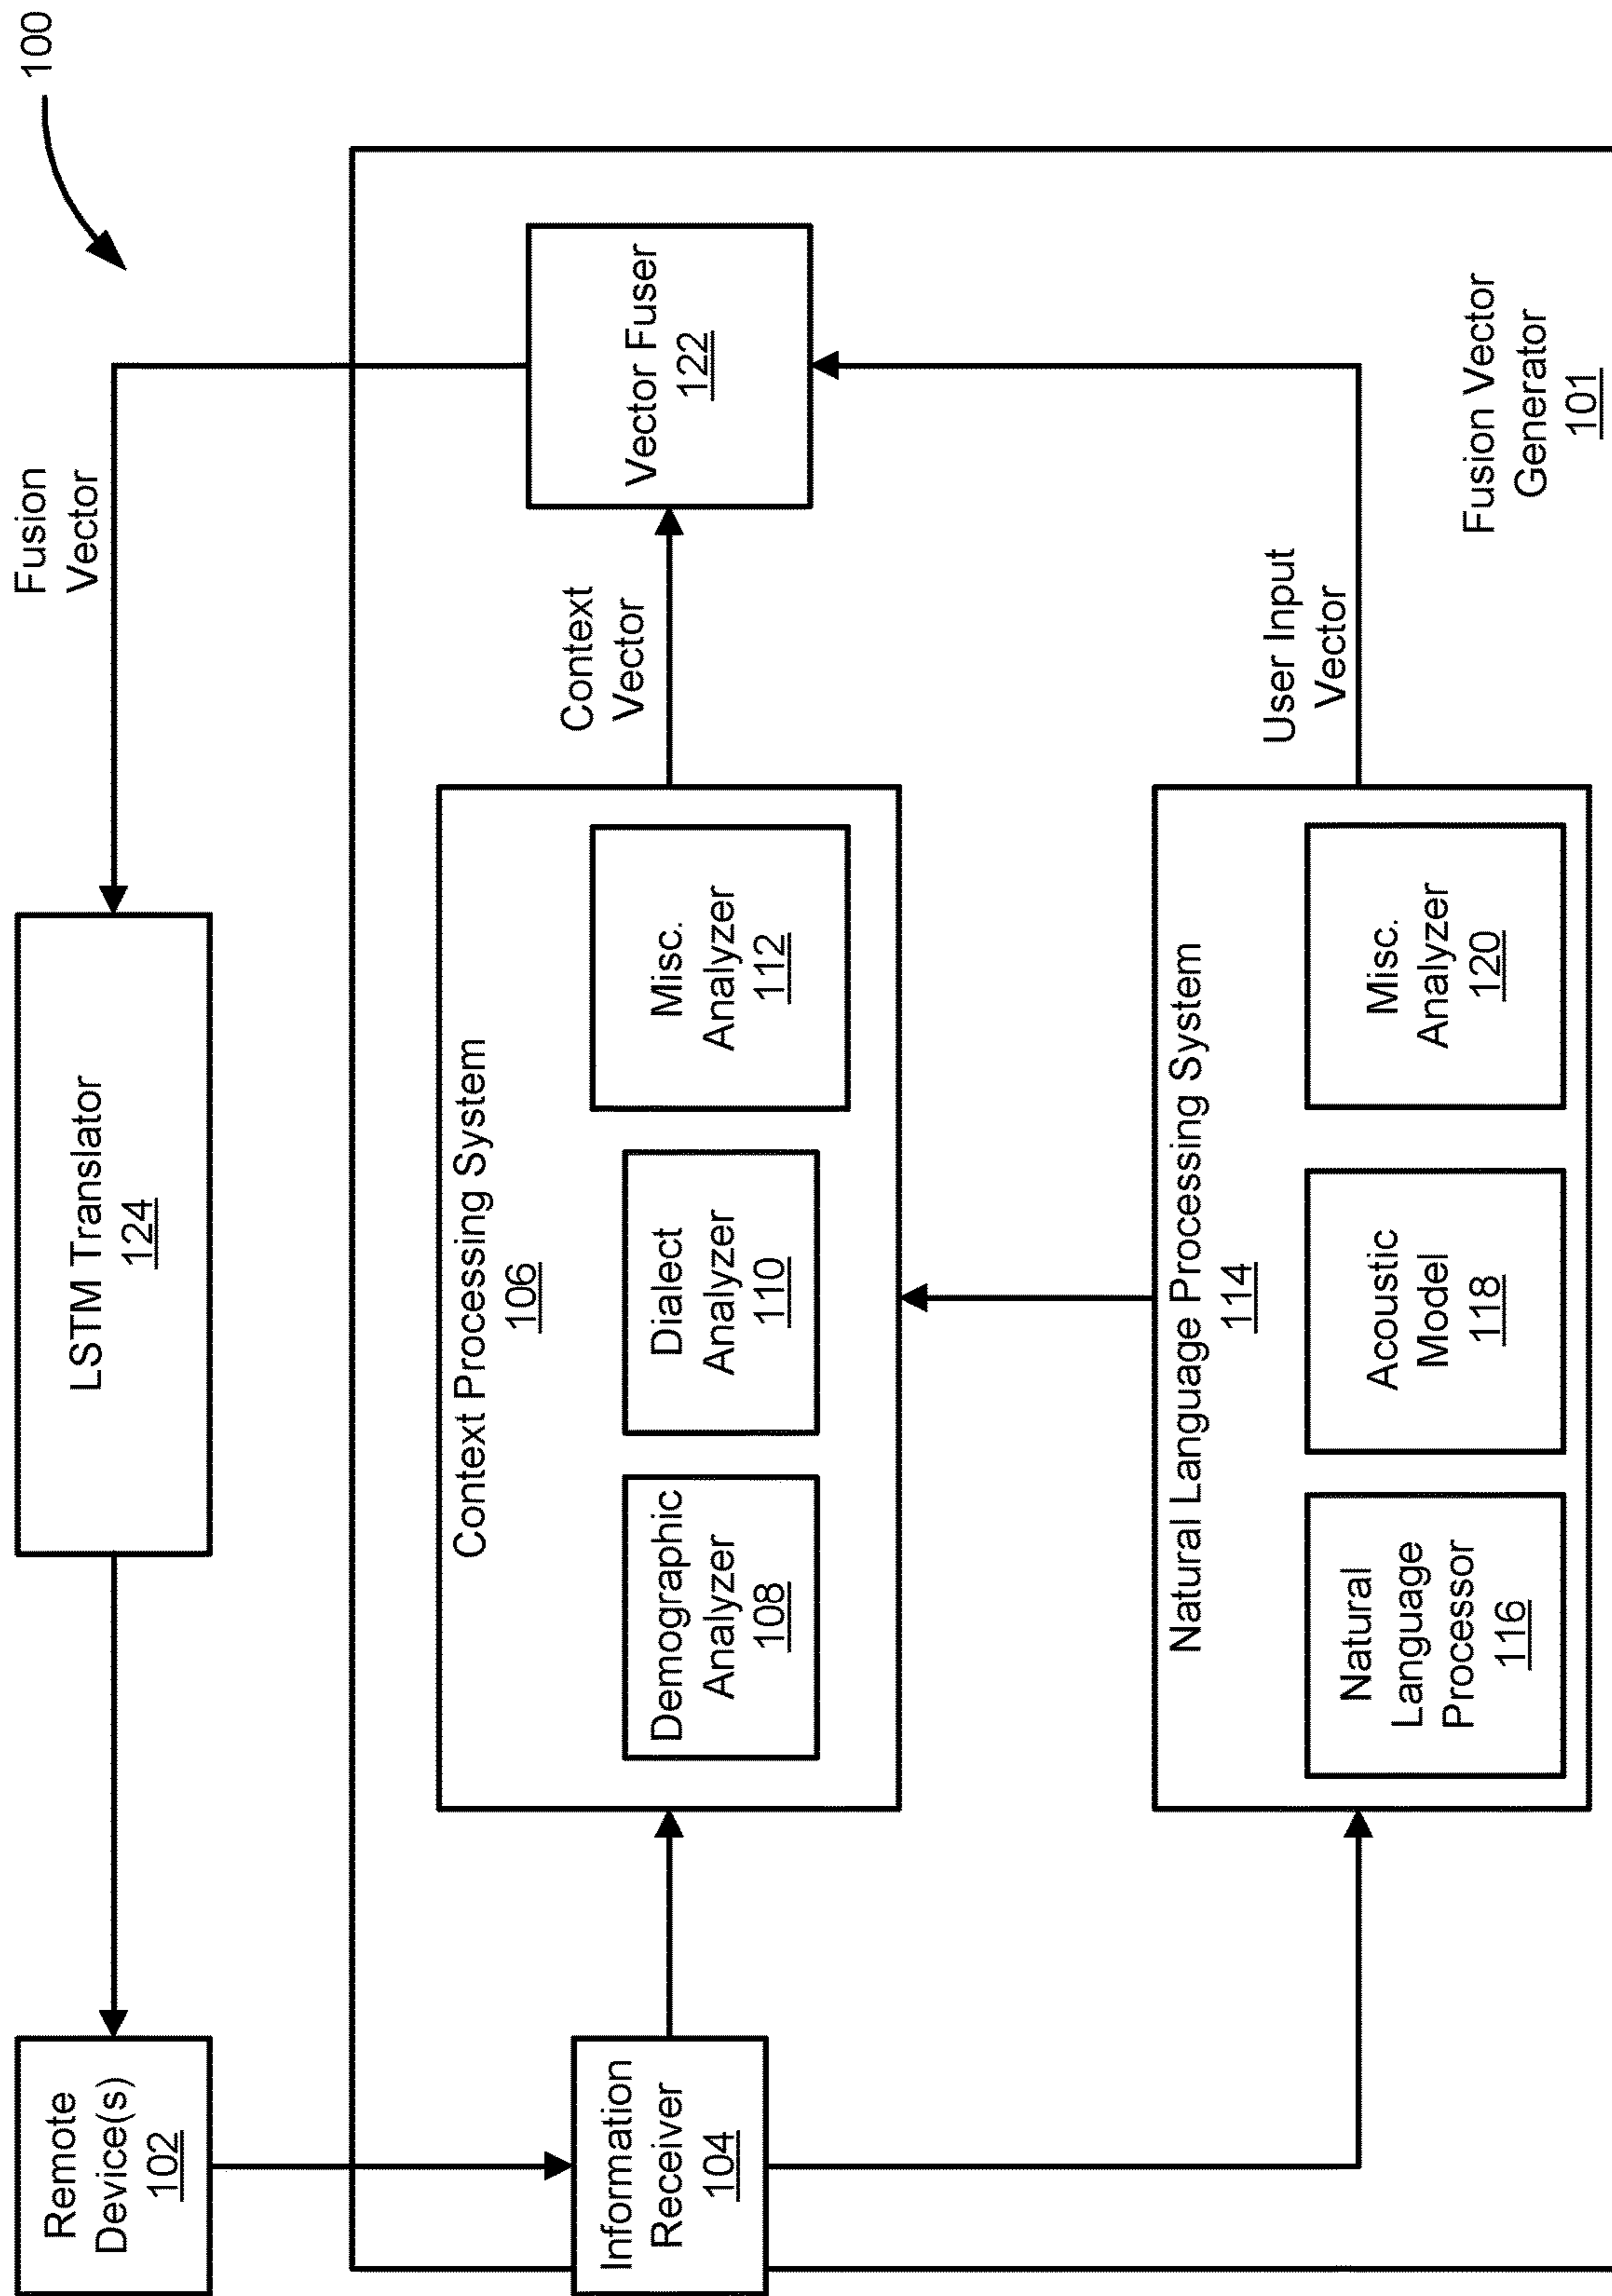 100
Remote
Device(s)
102
LSTM Translator
124
Fusion
Vector
Information
Receiver
104
Context Processing System
106
Demographic
Analyzer
108
Dialect
Analyzer
110
Misc.
Analyzer
112
Context
Vector
Vector Fuser
122
Natural Language Processing System
114
Natural
Language
Processor
116
Acoustic
Model
118
Misc.
Analyzer
120
User Input
Vector
Fusion Vector
Generator
101